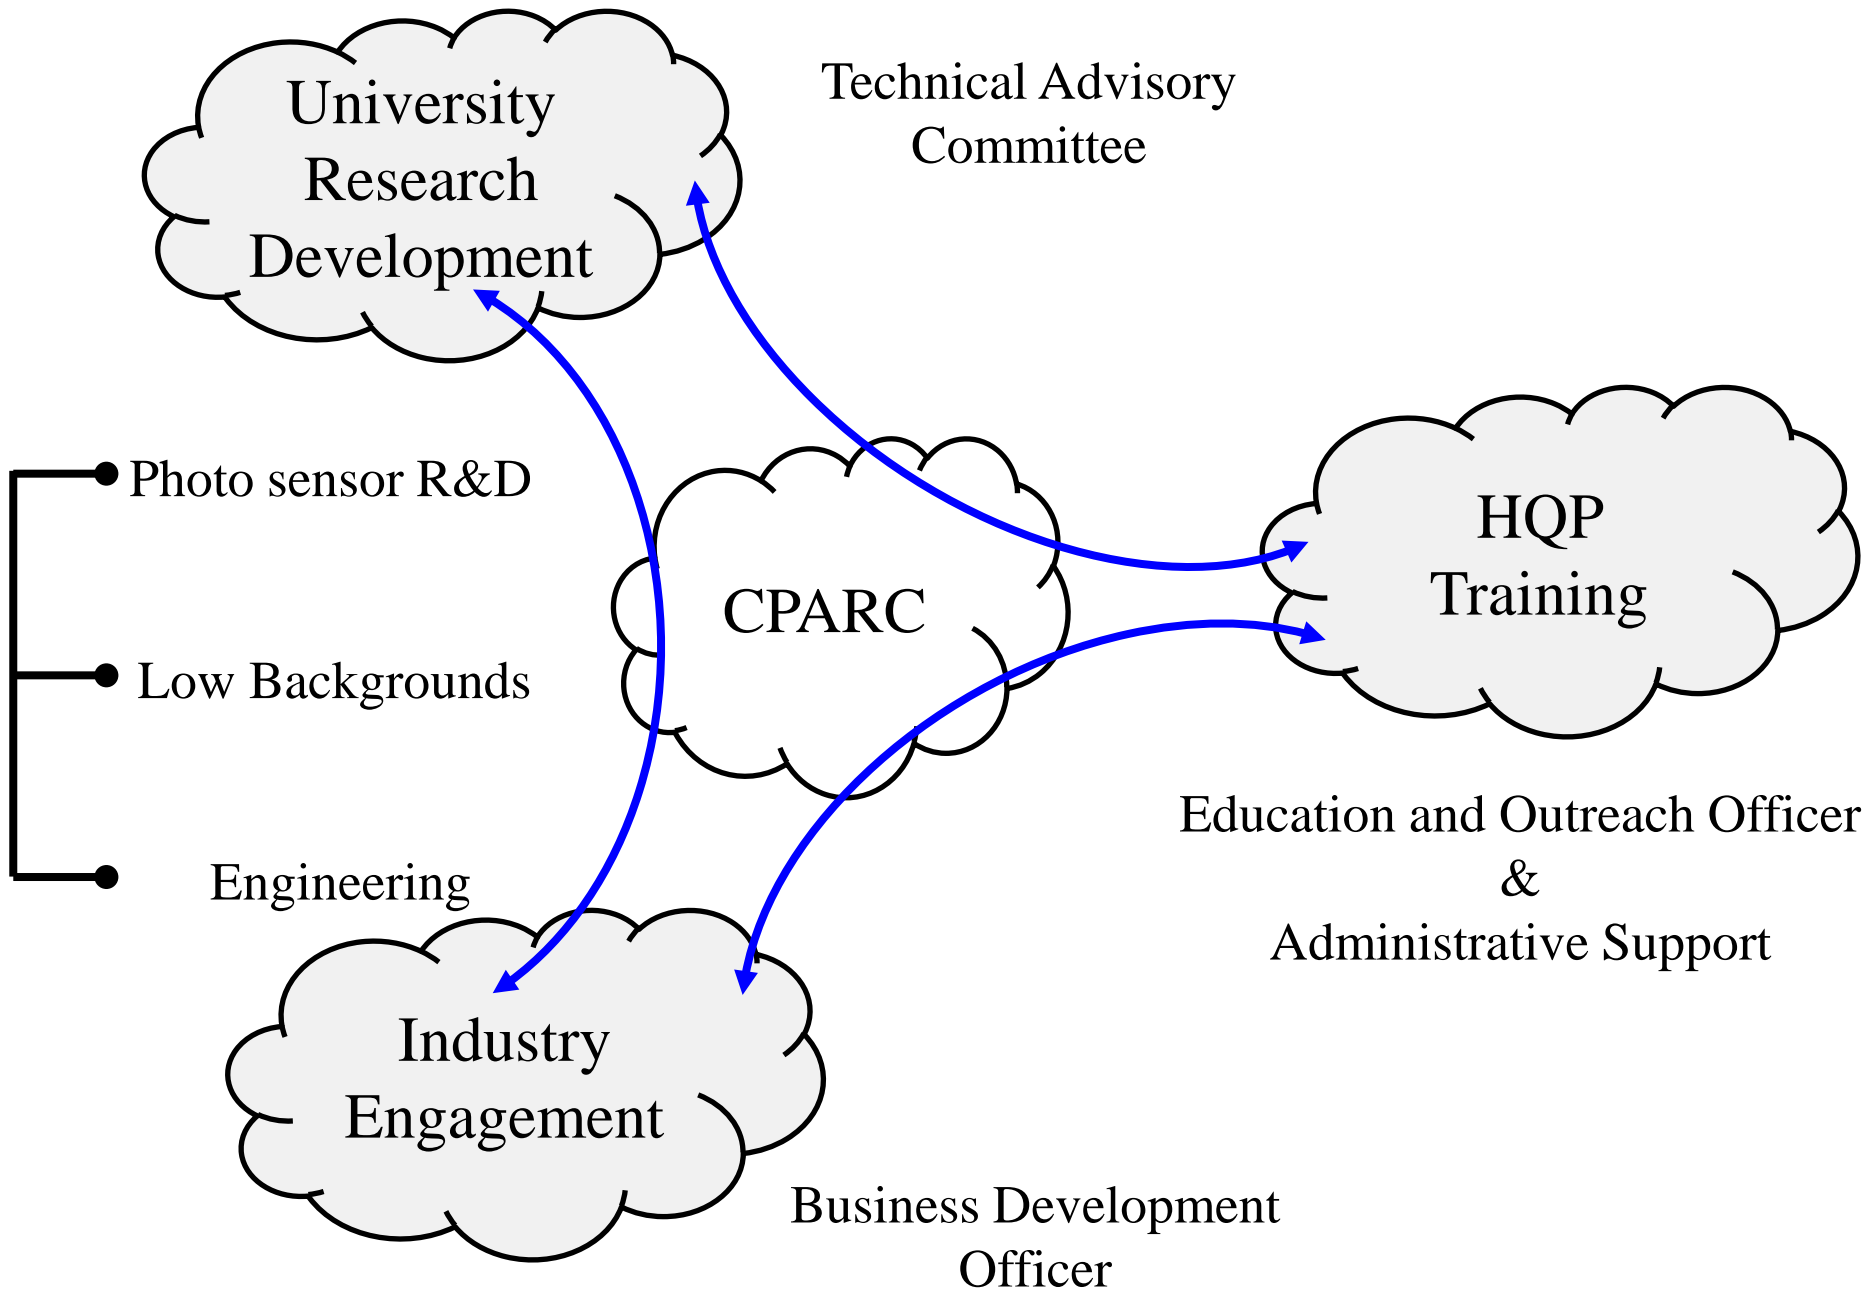 University
Research
Development
Technical Advisory
Committee
Photo sensor R&D
Low Backgrounds
Engineering
CPARC
HQP
Training
Education and Outreach Officer
&
Administrative Support
Industry
Engagement
Business Development
Officer